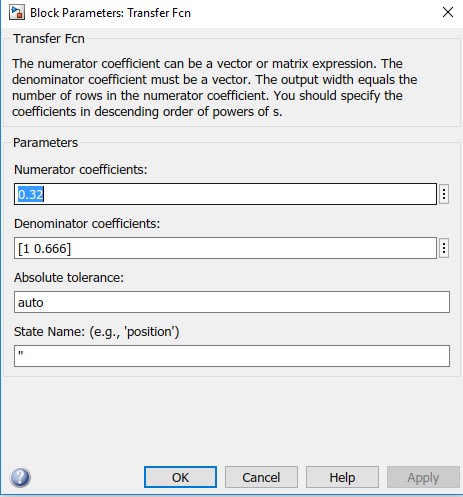 Block Parameters: Transfer Fcn
Transfer Fcn
The numerator coefficient can be a vector or matrix expression. The
denominator coefficient must be a vector. The output width equals the
number of rows in the numerator coefficient. You should specify the
coefficients in descending order of powers of s.
Parameters
Numerator coefficients:
0.32
Denominator coefficients:
[1 0.666]
Absolute tolerance:
auto
State Name: (e.g., 'position')
''
?
OK Cancel Help Apply